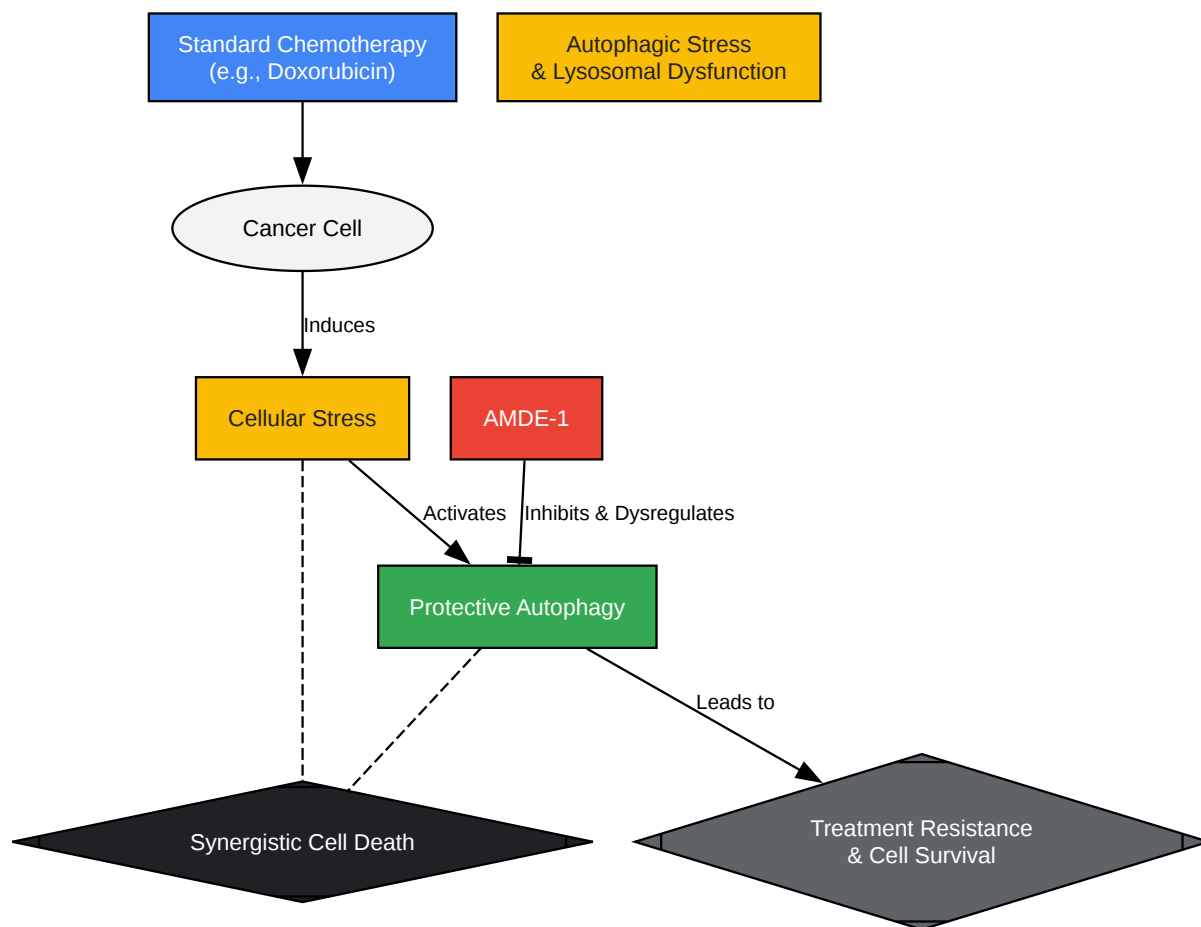 Standard Chemotherapy
(e.g., Doxorubicin)
Autophagic Stress
& Lysosomal Dysfunction
Cancer Cell
Induces
Cellular Stress
AMDE-1
Activates
Inhibits & Dysregulates
Protective Autophagy
Leads to
Synergistic Cell Death
Treatment Resistance
& Cell Survival